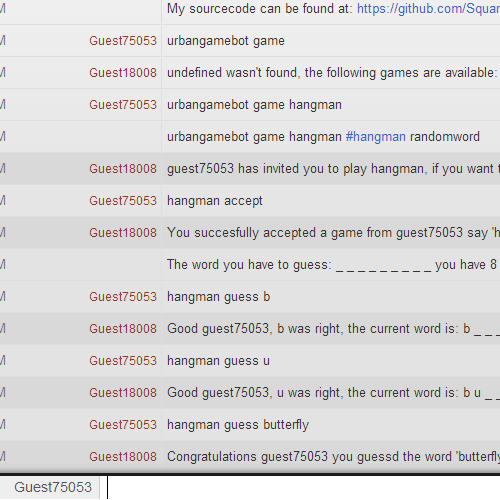 M My sourcecode can be found at: https://github.com/Squar
M Guest75053 urbangamebot game
M Guest18008 undefined wasn't found, the following games are available:
M Guest75053 urbangamebot game hangman
M urbangamebot game hangman #hangman randomword
M Guest18008 guest75053 has invited you to play hangman, if you want t
M Guest75053 hangman accept
M Guest18008 You succesfully accepted a game from guest75053 say 'h
M The word you have to guess: _ _ _ _ _ _ _ _ _ you have 8
M Guest75053 hangman guess b
M Guest18008 Good guest75053, b was right, the current word is: b _ _ _
M Guest75053 hangman guess u
M Guest18008 Good guest75053, u was right, the current word is: b u _ _
M Guest75053 hangman guess butterfly
M Guest18008 Congratulations guest75053 you guessd the word 'butterfly
Guest75053